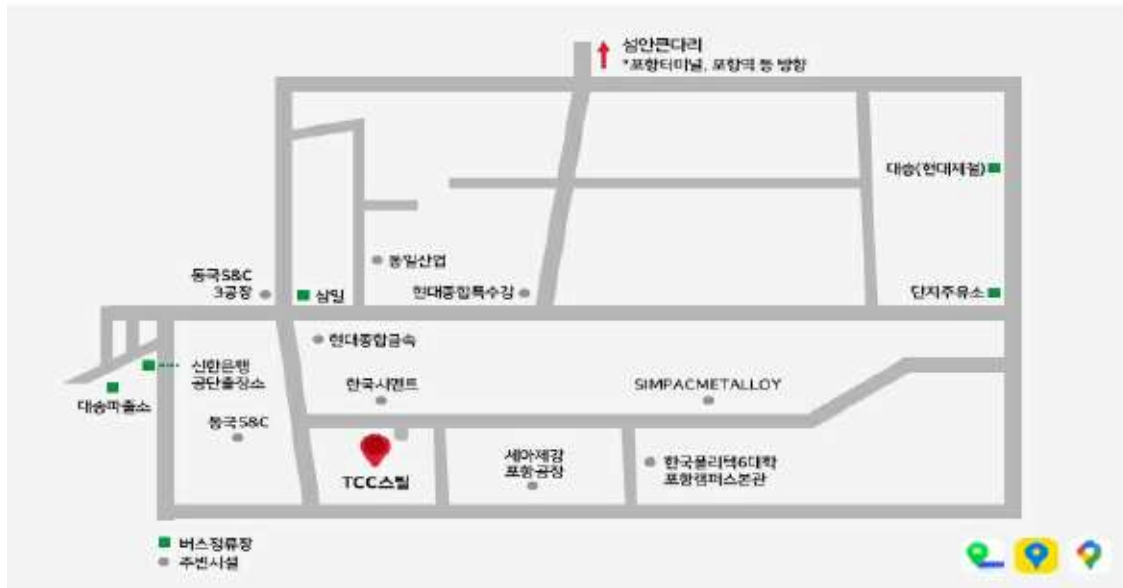 섬안큰다리
*포항터미널, 포항역 등 방향
대송(현대제철)
동일산업
동국S&C
3공장
삼일
현대종합특수강
단지주유소
현대종합금속
신한은행
공단출장소
한국시멘트
SIMPACMETALLOY
대송파출소
동국S&C
TCC스틸
세아제강
포항공장
한국폴리텍6대학
포항캠퍼스본관
버스정류장
주변시설